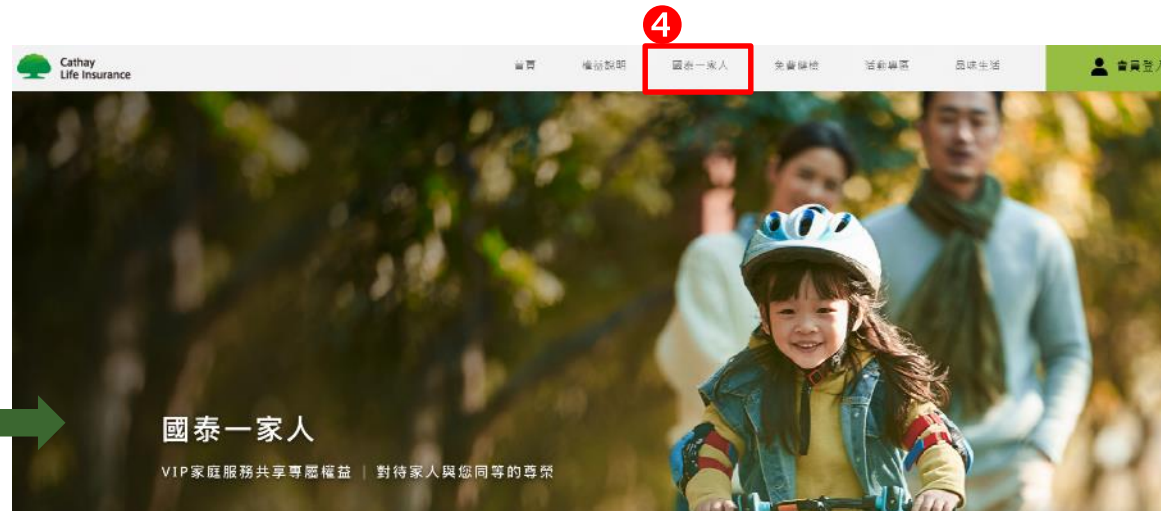 4
Cathay
Life Insurance
首頁 權益說明 國泰一家人 免費健檢 活動專區 品味生活 會員登入
國泰一家人
VIP家庭服務共享專屬權益 | 對待家人與您同等的尊榮